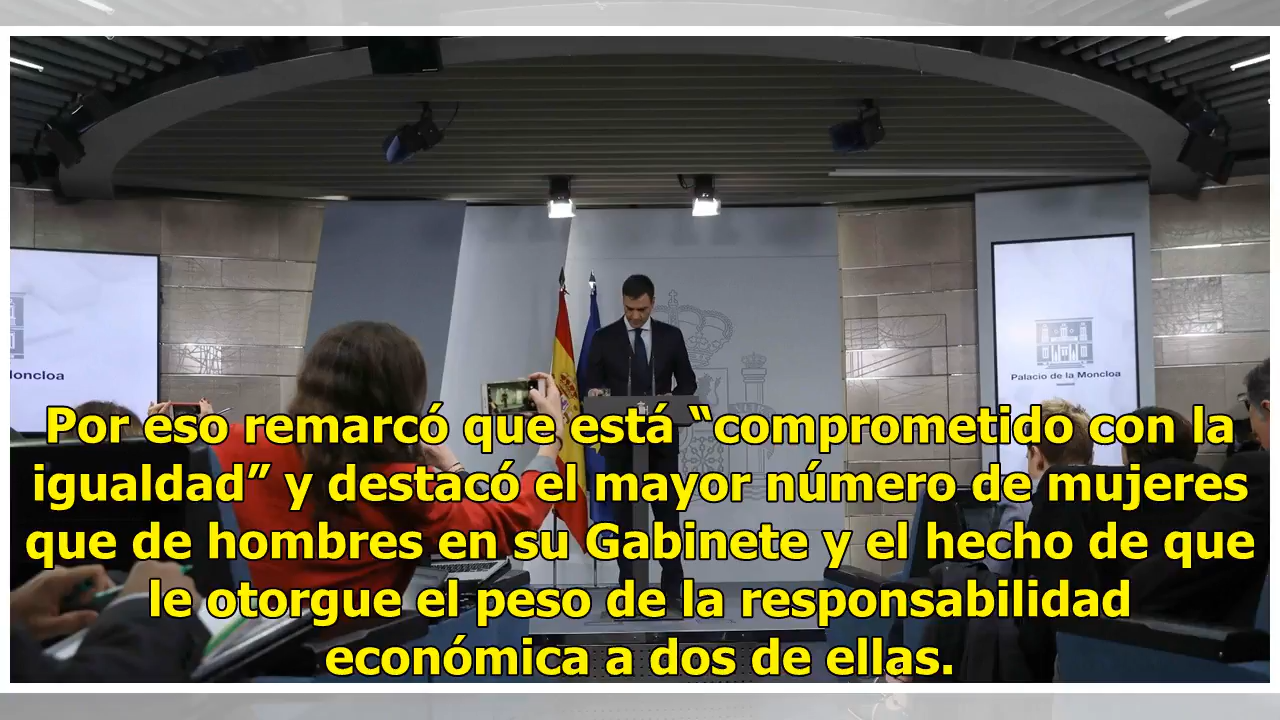 loncloa
Palacio de la Moncloa
Por eso remarcó que está “comprometido con la
igualdad” y destacó el mayor número de mujeres
que de hombres en su Gabinete y el hecho de que
le otorgue el peso de la responsabilidad
económica a dos de ellas.